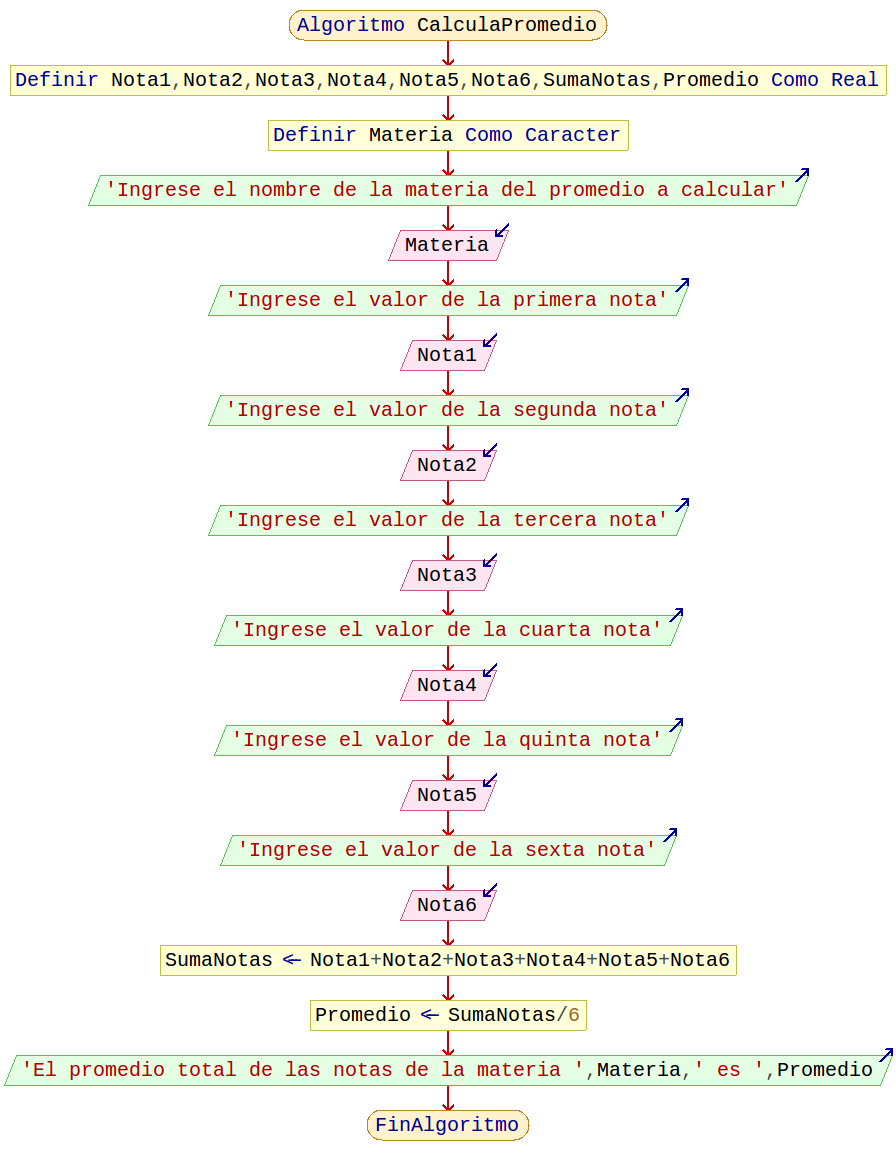 Algoritmo CalculaPromedio
Definir Nota1,Nota2,Nota3,Nota4,Nota5,Nota6,SumaNotas,Promedio Como Real
Definir Materia Como Caracter
'Ingrese el nombre de la materia del promedio a calcular'
Materia
'Ingrese el valor de la primera nota'
Nota1
'Ingrese el valor de la segunda nota'
Nota2
'Ingrese el valor de la tercera nota'
Nota3
'Ingrese el valor de la cuarta nota'
Nota4
'Ingrese el valor de la quinta nota'
Nota5
'Ingrese el valor de la sexta nota'
Nota6
SumaNotas ← Nota1+Nota2+Nota3+Nota4+Nota5+Nota6
Promedio ← SumaNotas/6
'El promedio total de las notas de la materia ',Materia,' es ',Promedio
FinAlgoritmo